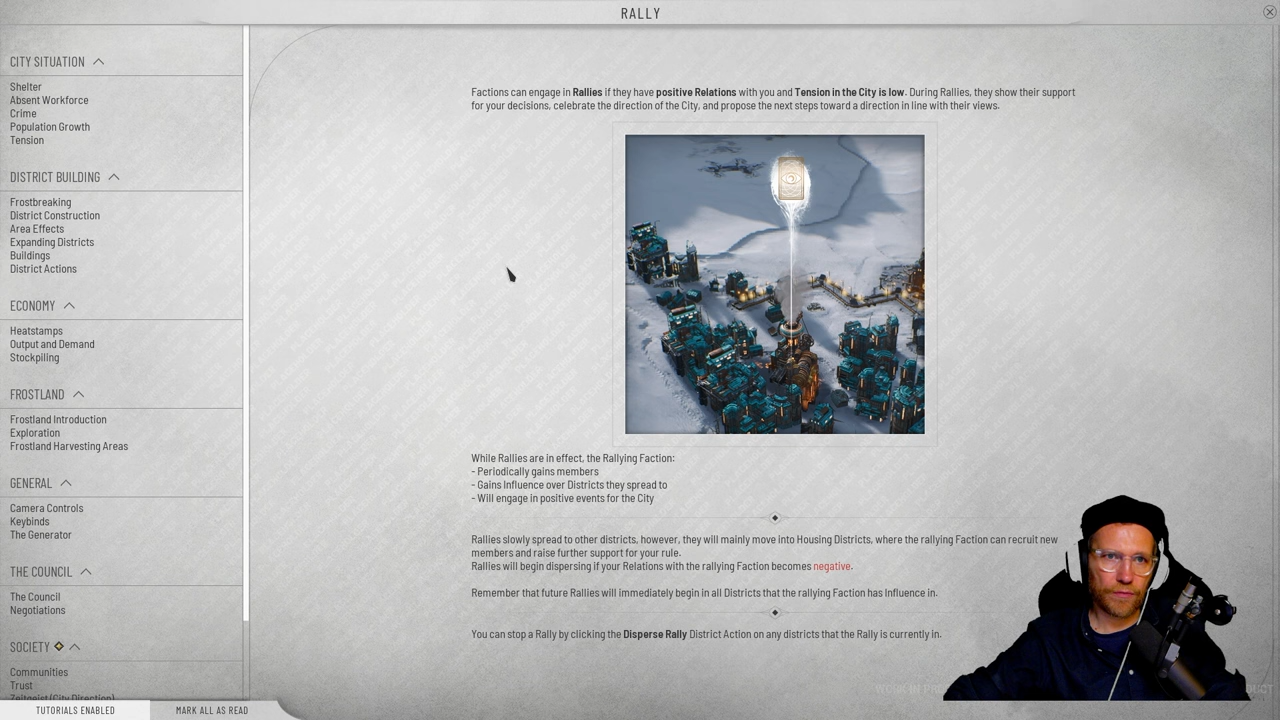 RALLY
CITY SITUATION
Shelter
Absent Workforce
Crime
Population Growth
Tension
DISTRICT BUILDING
Frostbreaking
District Construction
Area Effects
Expanding Districts
Buildings
District Actions
ECONOMY
Heatstamps
Output and Demand
Stockpiling
FROSTLAND
Frostland Introduction
Exploration
Frostland Harvesting Areas
GENERAL
Camera Controls
Keybinds
The Generator
THE COUNCIL
The Council
Negotiations
SOCIETY
Communities
Trust
Zeitgeist (City Direction)
TUTORIALS ENABLED
MARK ALL AS READ
Factions can engage in Rallies if they have positive Relations with you and Tension in the City is low. During Rallies, they show their support
for your decisions, celebrate the direction of the City, and propose the next steps toward a direction in line with their views.
While Rallies are in effect, the Rallying Faction:
- Periodically gains members
- Gains Influence over Districts they spread to
- Will engage in positive events for the City
Rallies slowly spread to other districts, however, they will mainly move into Housing Districts, where the rallying Faction can recruit new
members and raise further support for your rule.
Rallies will begin dispersing if your Relations with the rallying Faction becomes negative.
Remember that future Rallies will immediately begin in all Districts that the rallying Faction has Influence in.
You can stop a Rally by clicking the Disperse Rally District Action on any districts that the Rally is currently in.
WORK IN